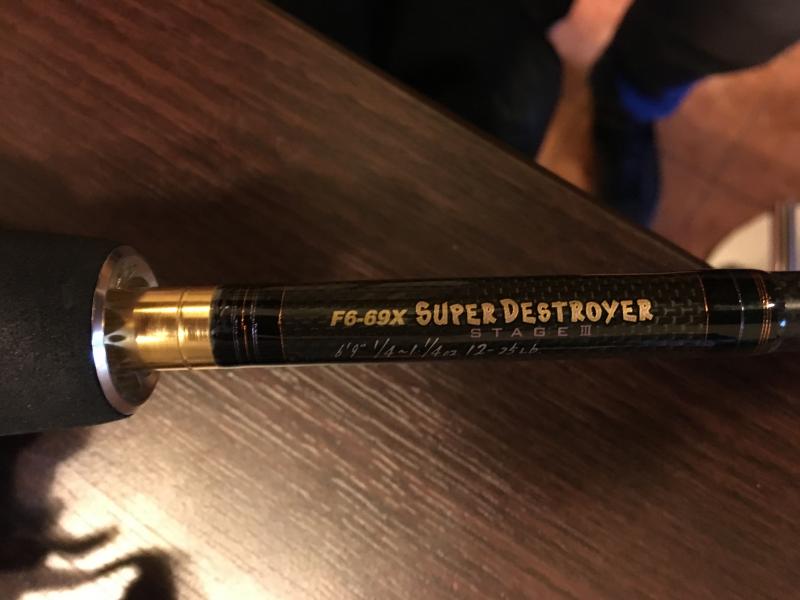 F6-69X SUPER DESTROYER
STAGE III
6'9" 1/4~1 1/4oz 12-25Lb